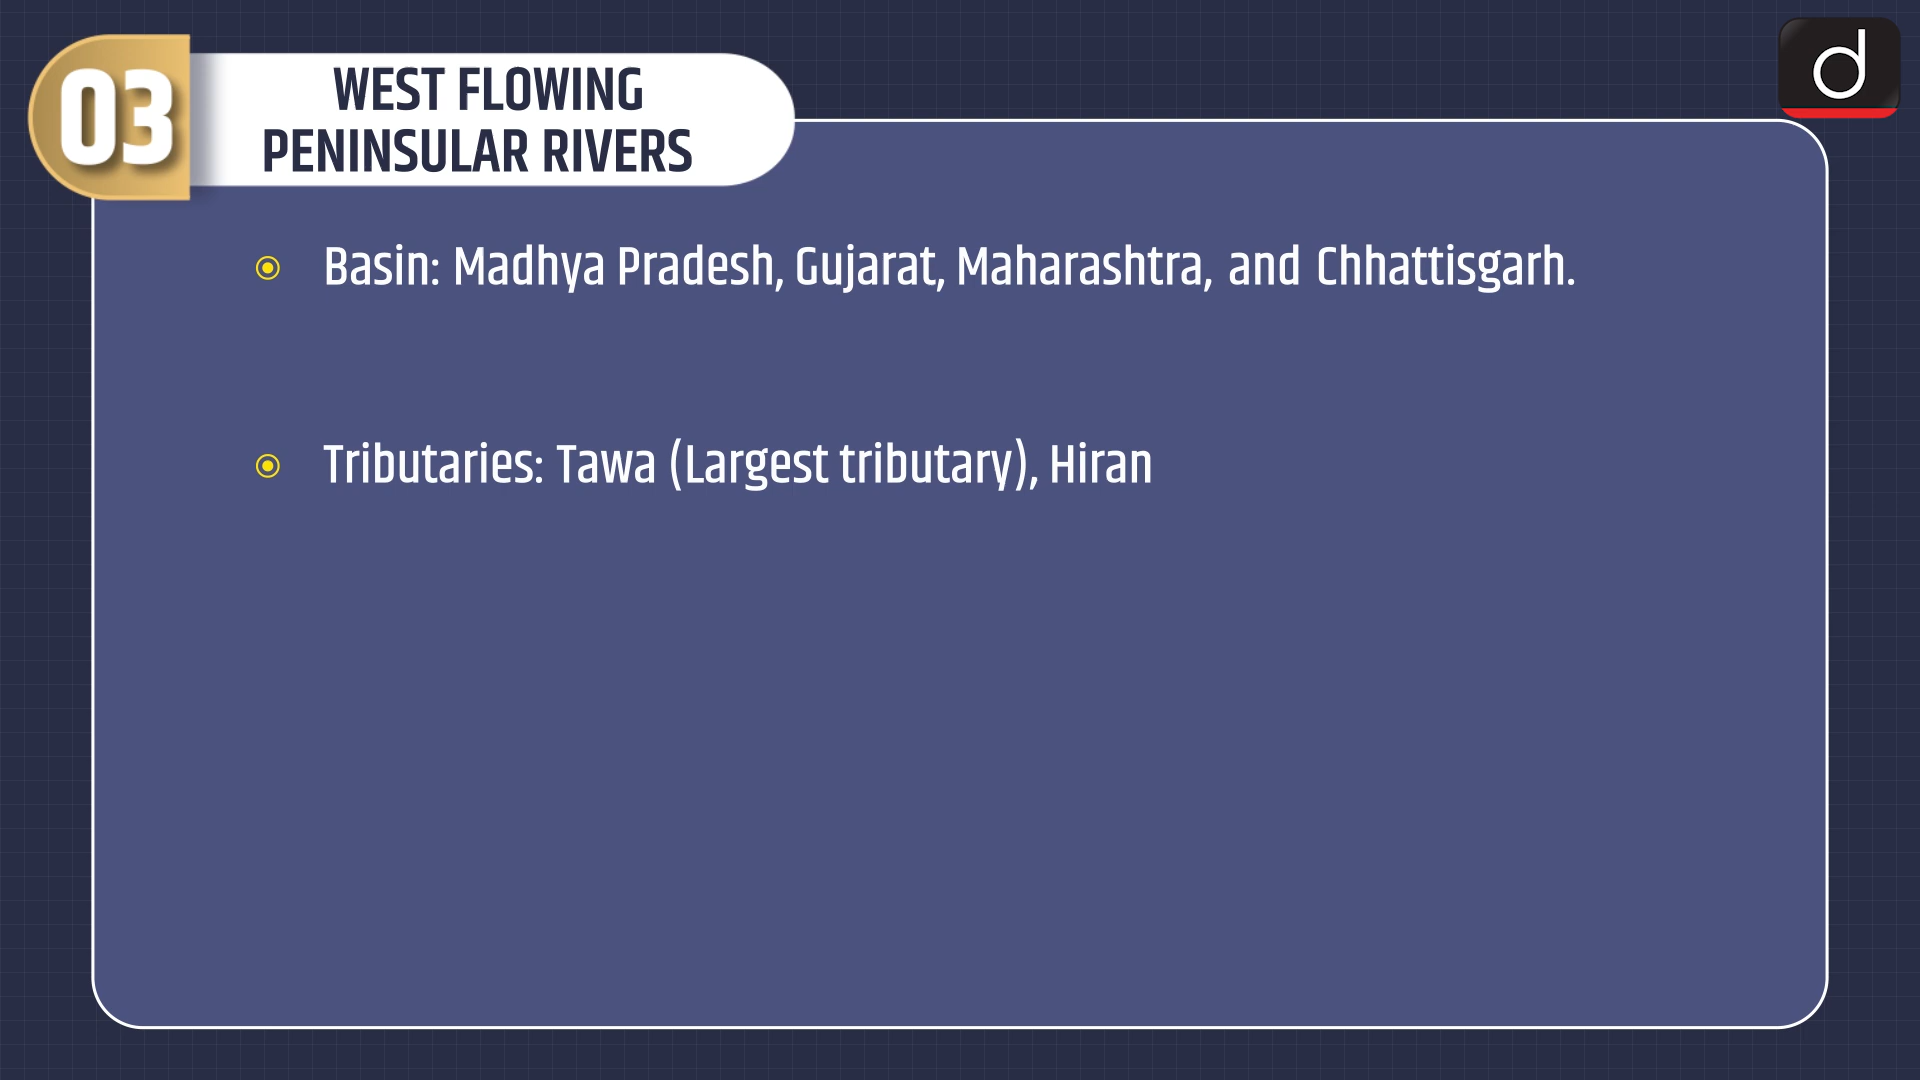 03
WEST FLOWING
PENINSULAR RIVERS
d
Basin: Madhya Pradesh, Gujarat, Maharashtra, and Chhattisgarh.
Tributaries: Tawa (Largest tributary), Hiran